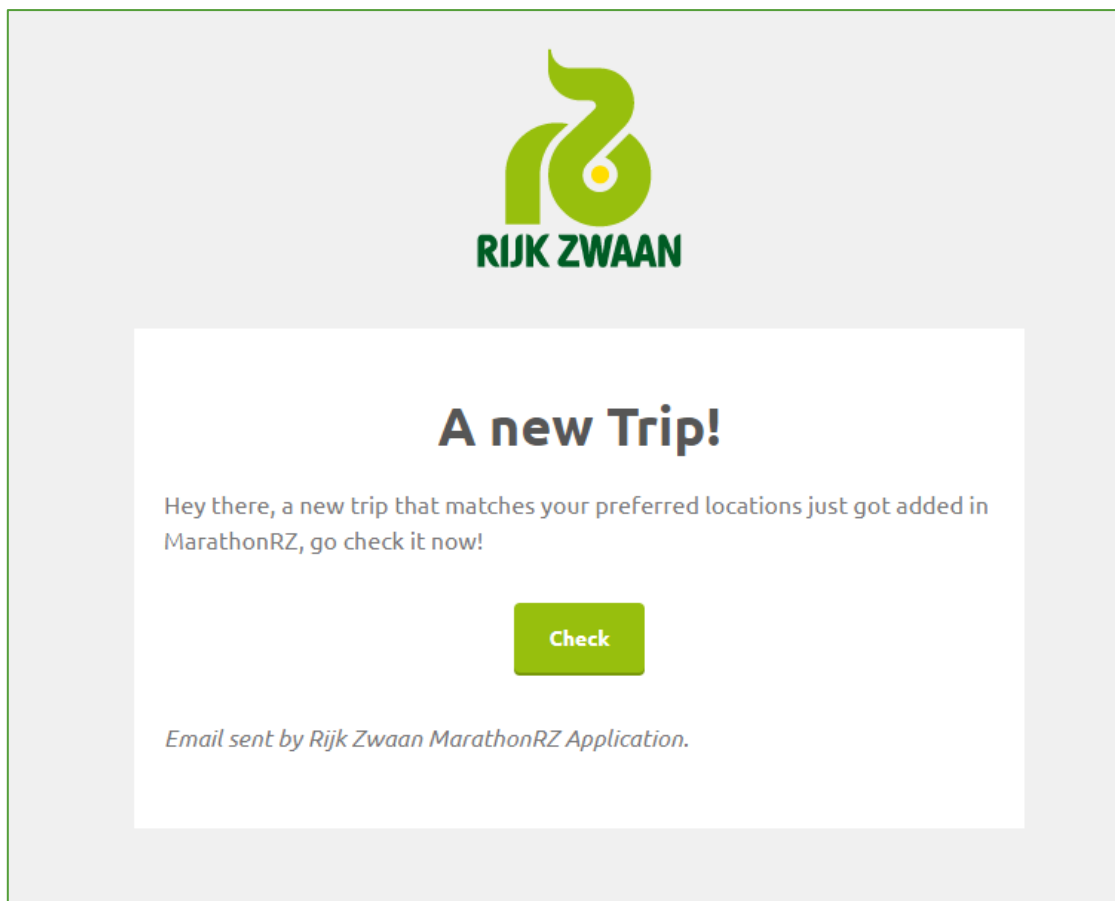 RIJK ZWAAN
A new Trip!
Hey there, a new trip that matches your preferred locations just got added in
MarathonRZ, go check it now!
Check
Email sent by Rijk Zwaan MarathonRZ Application.